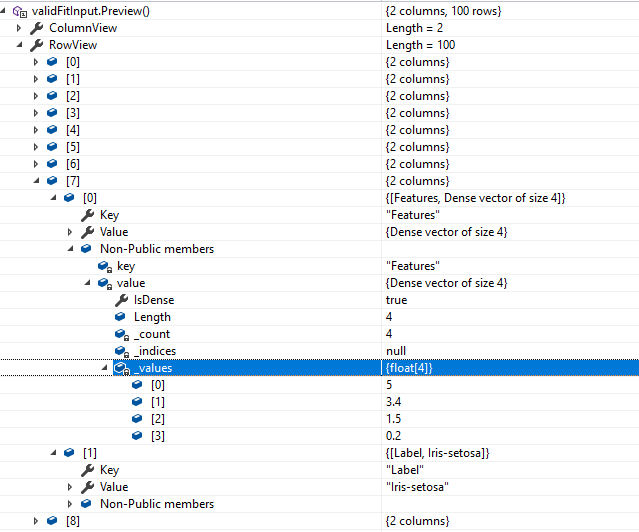 validFitInput.Preview() {2 columns, 100 rows}
ColumnView Length = 2
RowView Length = 100
[0] {2 columns}
[1] {2 columns}
[2] {2 columns}
[3] {2 columns}
[4] {2 columns}
[5] {2 columns}
[6] {2 columns}
[7] {2 columns}
[0] {[Features, Dense vector of size 4]}
Key "Features"
Value {Dense vector of size 4}
Non-Public members
key "Features"
value {Dense vector of size 4}
IsDense true
Length 4
_count 4
_indices null
_values {float[4]}
[0] 5
[1] 3.4
[2] 1.5
[3] 0.2
[1] {[Label, Iris-setosa]}
Key "Label"
Value "Iris-setosa"
Non-Public members
[8] {2 columns}